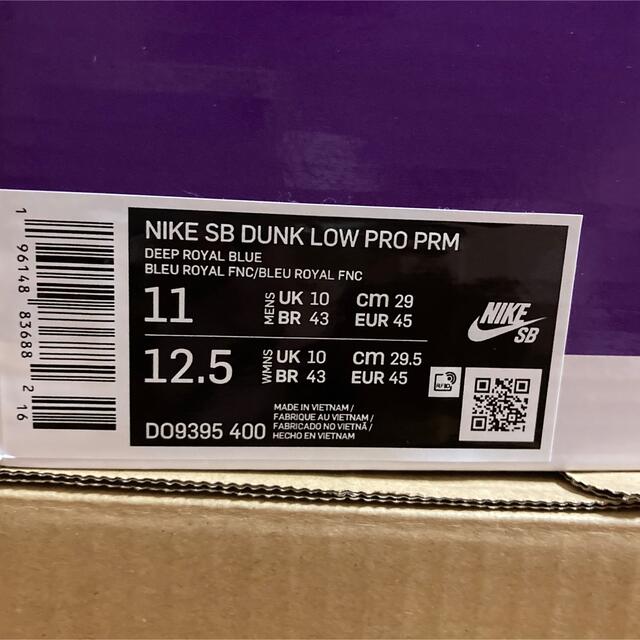 NIKE SB DUNK LOW PRO PRM
DEEP ROYAL BLUE
BLEU ROYAL FNC/BLEU ROYAL FNC
11 MENS UK 10 cm 29
BR 43 EUR 45
12.5 WMNS UK 10 cm 29.5
BR 43 EUR 45
NIKE
SB
DO9395 400
MADE IN VIETNAM/
FABRIQUE AU VIETNAM/
FABRICADO NO VIETNÃ/
HECHO EN VIETNAM
1 96148 83688 2 16